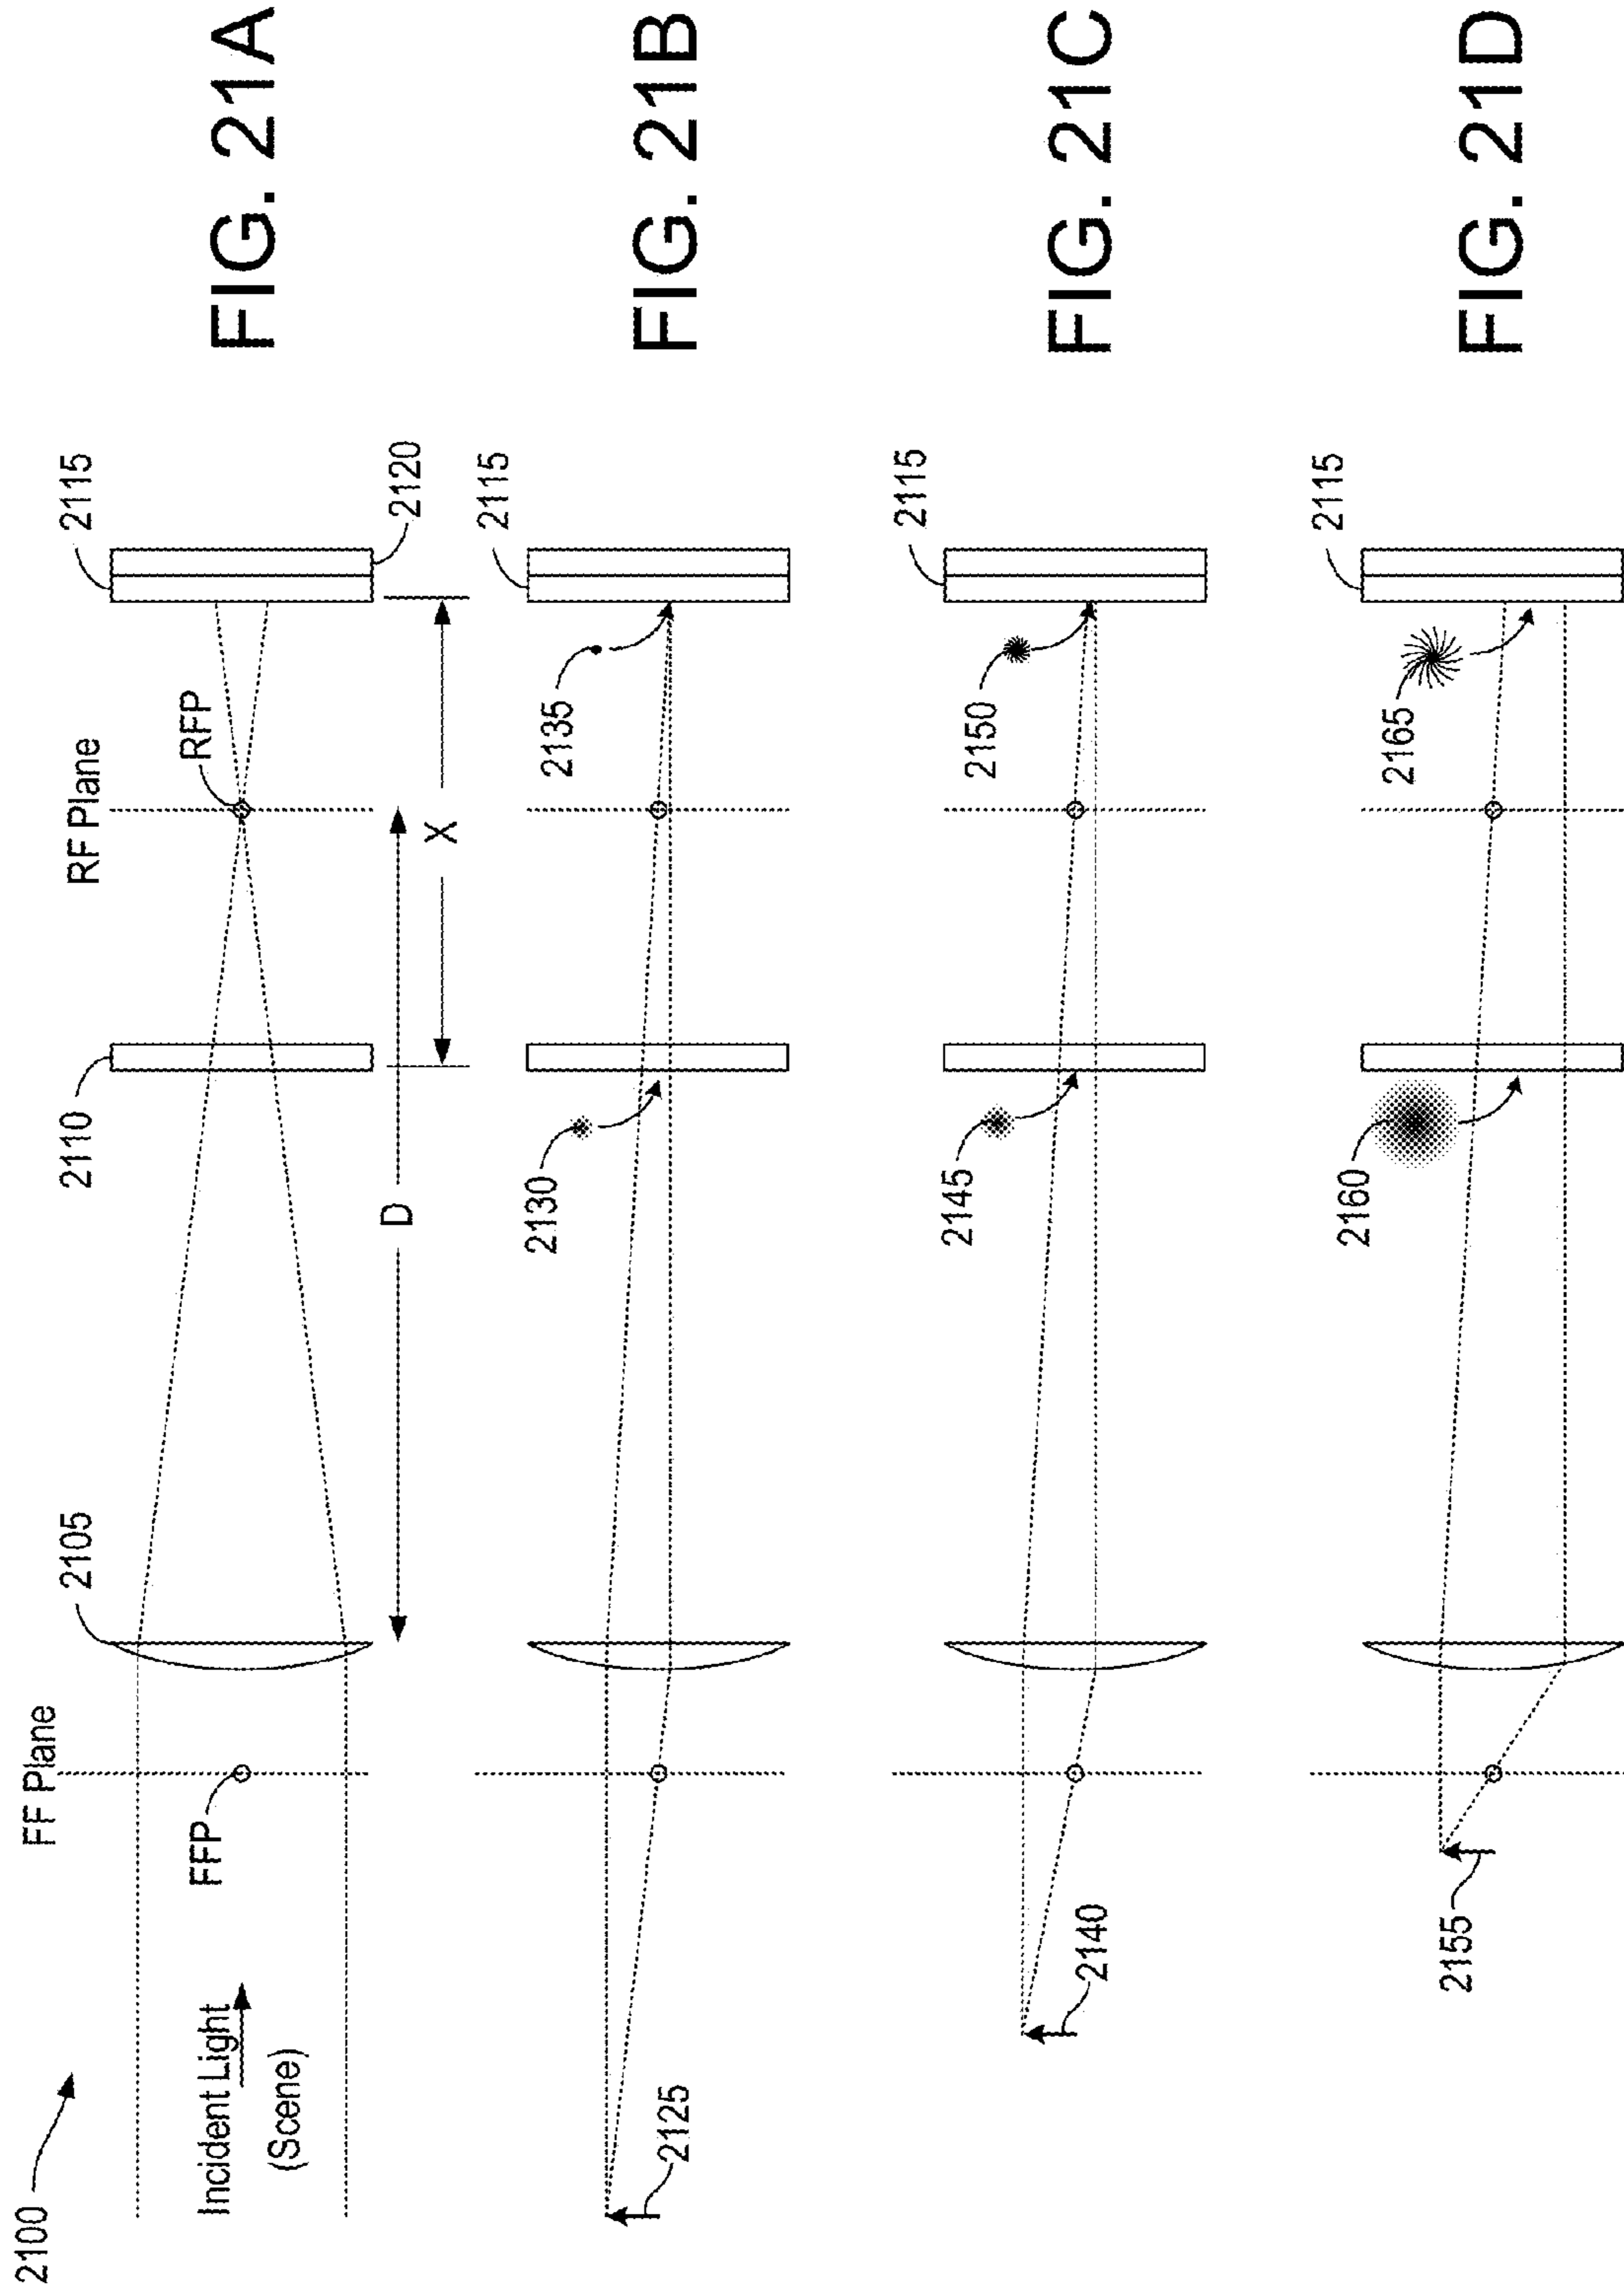 2100
Incident Light
(Scene)
FF Plane
FFP
2105
D
2110
X
RF Plane
RFP
2115
2120
FIG. 21A
2125
2130
2135
2115
FIG. 21B
2140
2145
2150
2115
FIG. 21C
2155
2160
2165
2115
FIG. 21D